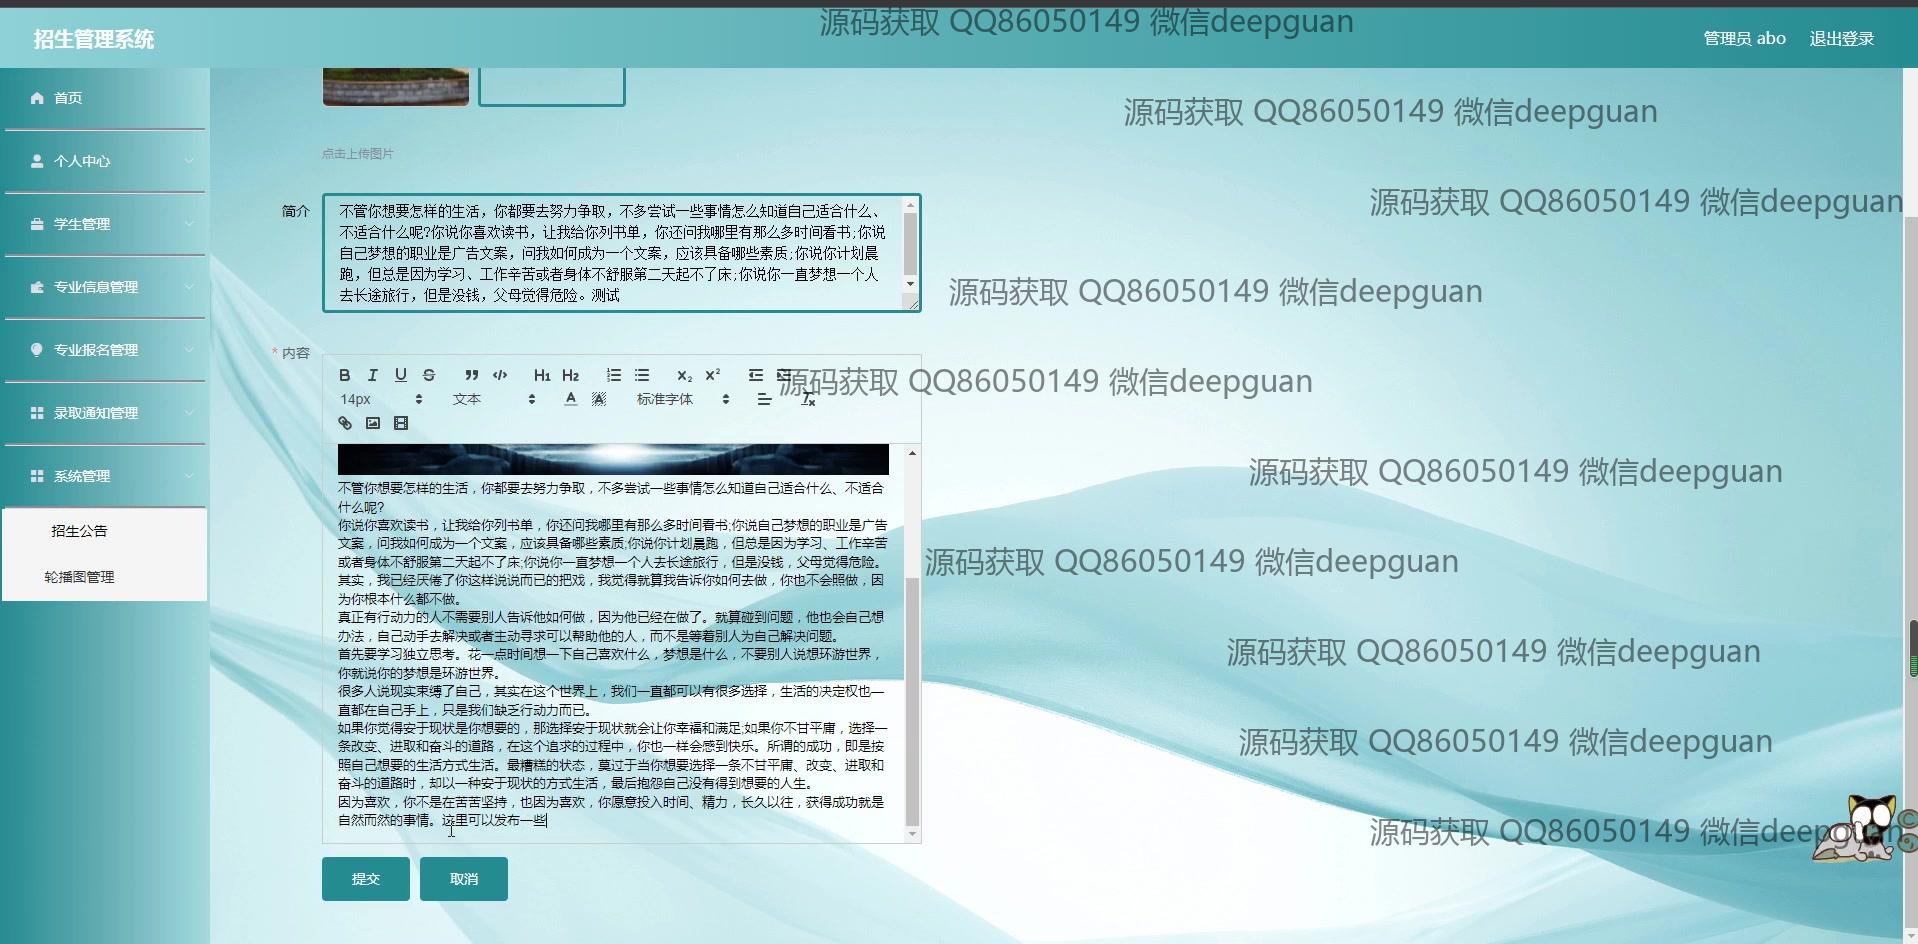 源码获取 QQ86050149 微信deepguan
招生管理系统
管理员 abo
退出登录
首页
个人中心
学生管理
专业信息管理
专业报名管理
录取通知管理
系统管理
招生公告
轮播图管理
源码获取 QQ86050149 微信deepguan
点击上传图片
源码获取 QQ86050149 微信deepguan
简介
不管你想要怎样的生活，你都要去努力争取，不多尝试一些事情怎么知道自己适合什么、
不适合什么呢?你说你喜欢读书，让我给你列书单，你还问我哪里有那么多时间看书;你说
自己梦想的职业是广告文案，问我如何成为一个文案，应该具备哪些素质;你说你计划晨
跑，但总是因为学习、工作辛苦或者身体不舒服第二天起不了床;你说你一直梦想一个人
去长途旅行，但是没钱，父母觉得危险。测试
源码获取 QQ86050149 微信deepguan
* 内容
B I U S ” </> H1 H2 x₂ x²
源码获取 QQ86050149 微信deepguan
14px 文本 A A 标准字体 Tx
源码获取 QQ86050149 微信deepguan
不管你想要怎样的生活，你都要去努力争取，不多尝试一些事情怎么知道自己适合什么、不适合
什么呢?
你说你喜欢读书，让我给你列书单，你还问我哪里有那么多时间看书;你说自己梦想的职业是广告
文案，问我如何成为一个文案，应该具备哪些素质;你说你计划晨跑，但总是因为学习、工作辛苦
或者身体不舒服第二天起不了床;你说你一直梦想一个人去长途旅行，但是没钱，父母觉得危险。
其实，我已经厌倦了你这样说说而已的把戏，我觉得就算我告诉你如何去做，你也不会照做，因
为你根本什么都不做。
真正有行动力的人不需要别人告诉他如何做，因为他已经在做了。就算碰到问题，他也会自己想
办法，自己动手去解决或者主动寻求可以帮助他的人，而不是等着别人为自己解决问题。
首先要学习独立思考。花一点时间想一下自己喜欢什么，梦想是什么，不要别人说想环游世界，
你就说你的梦想是环游世界。
很多人说现实束缚了自己，其实在这个世界上，我们一直都可以有很多选择，生活的决定权也一
直都在自己手上，只是我们缺乏行动力而已。
如果你觉得安于现状是你想要的，那选择安于现状就会让你幸福和满足;如果你不甘平庸，选择一
条改变、进取和奋斗的道路，在这个追求的过程中，你也一样会感到快乐。所谓的成功，即是按
照自己想要的生活方式生活。最糟糕的状态，莫过于当你想要选择一条不甘平庸、改变、进取和
奋斗的道路时，却以一种安于现状的方式生活，最后抱怨自己没有得到想要的人生。
因为喜欢，你不是在苦苦坚持，也因为喜欢，你愿意投入时间、精力，长久以往，获得成功就是
自然而然的事情。这里可以发布一些
源码获取 QQ86050149 微信deepguan
源码获取 QQ86050149 微信deepguan
源码获取 QQ86050149 微信deepguan
源码获取 QQ86050149 微信deepguan
提交
取消